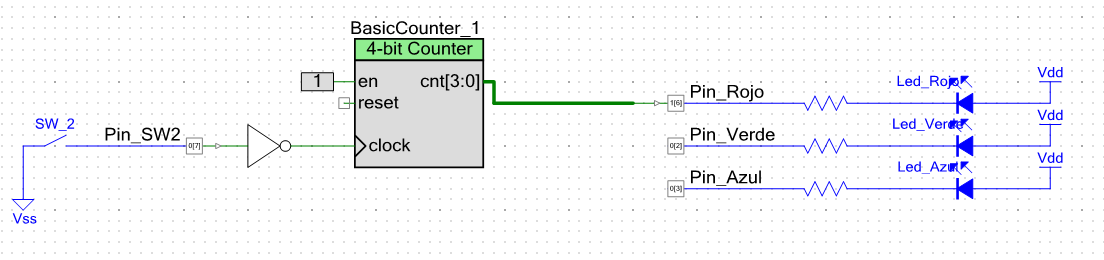 BasicCounter_1
4-bit Counter
1
en
cnt[3:0]
reset
clock
SW_2
Pin_SW2
0[7]
Vss
Pin_Rojo
1[6]
Led_Rojo
Vdd
Pin_Verde
0[2]
Led_Verde
Vdd
Pin_Azul
0[3]
Led_Azul
Vdd